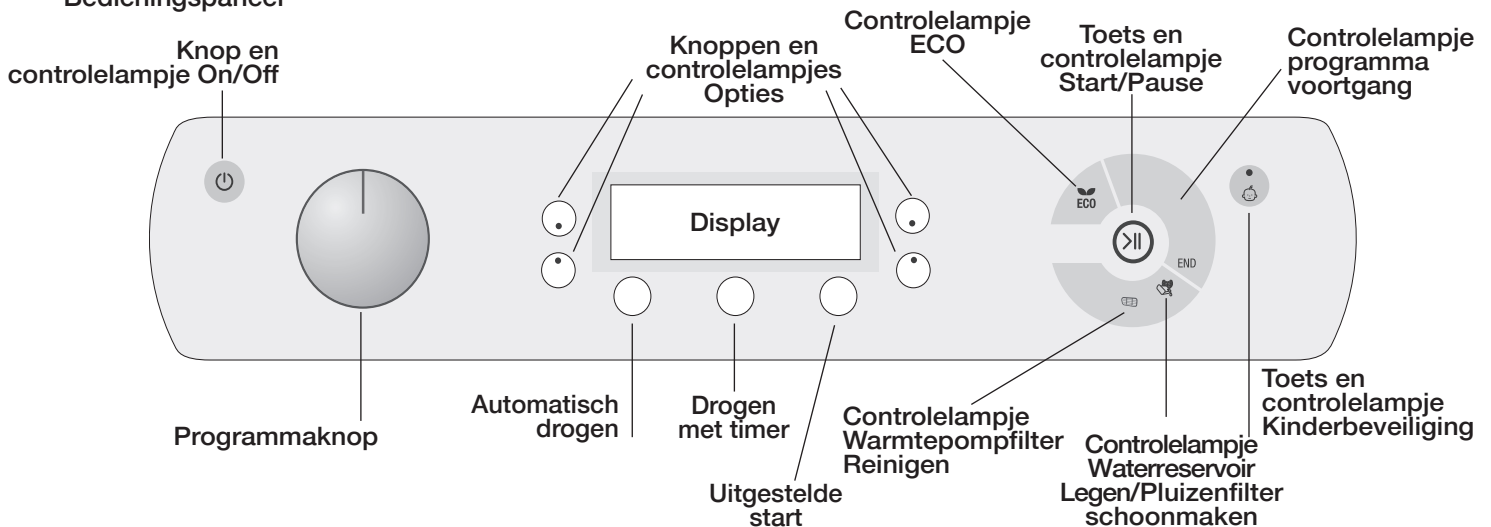 Bedieningspaneel
Knop en
controlelampje On/Off
Knoppen en
controlelampjes
Opties
Controlelampje
ECO
Toets en
controlelampje
Start/Pause
Controlelampje
programma
voortgang
Display
ECO
END
Programmaknop
Automatisch
drogen
Drogen
met timer
Uitgestelde
start
Controlelampje
Warmtepompfilter
Reinigen
Controlelampje
Waterreservoir
Legen/Pluizenfilter
schoonmaken
Toets en
controlelampje
Kinderbeveiliging